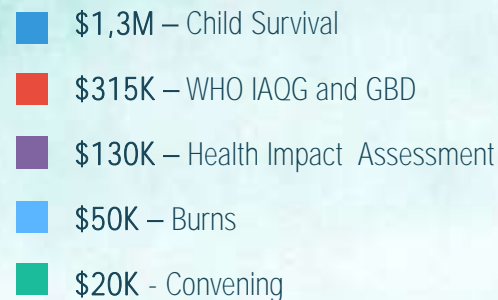 $1,3M – Child Survival
$315K – WHO IAQG and GBD
$130K – Health Impact Assessment
$50K – Burns
$20K - Convening